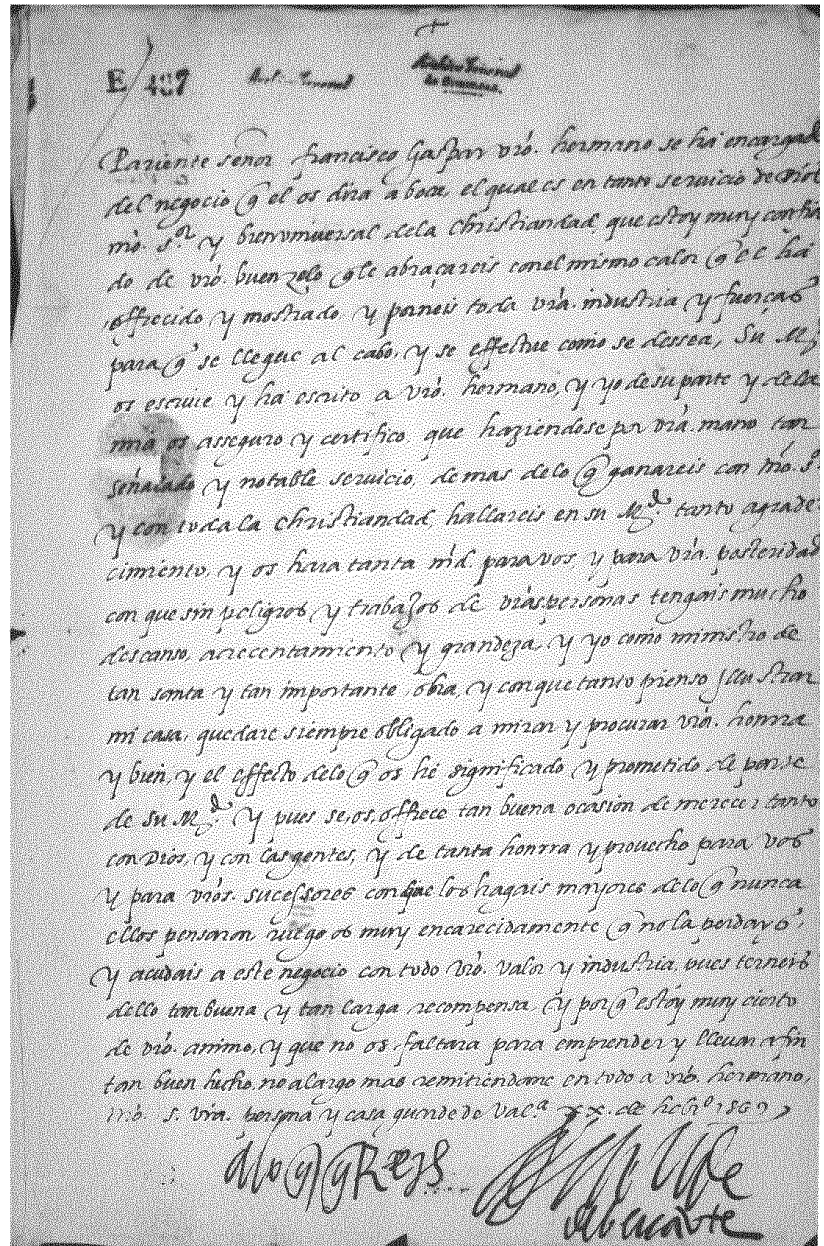 E 487
Archivo General
de Simancas.
Pariente señor francisco Gaspar vro. hermano se ha encargado
del negocio q el os dira a boca, el qual es en tanto servicio de
nro. s.r y bien universal dela christiandad, que estoy muy confia
do de vro. buen zelo q le abraçareis conel mismo calor q se ha
offrecido y mostrado y porneis toda vra. industria y fuerças
para q se llegue al cabo, y se effectue como se dessea, Su M.d
os escrive y ha escrito a vro. hermano, y yo de su parte y dela
mia os asseguro y certifico que haziendose por vra. mano tan
señalado y notable servicio, demas delo q ganareis con nro. s.r
y con toda la christiandad, hallareis en su M.d tanto agrade
cimiento, y os hara tanta md. para vos y para vra. posteridad
con que sin peligros y trabajos de vras personas tengais mucho
descanso, acrecentamiento y grandeza, y yo como ministro de
tan santa y tan importante obra, y con que tanto pienso Illustrar
mi casa, quedare siempre obligado a mirar y procurar vra. honrra
y bien, y el effecto delo q os hé significado y prometido de parte
de su M.d Y pues se os offrece tan buena ocasion de merecer tanto
con Dios, y con las gentes, y de tanta honrra y provecho para vos
y para vros. sucessores con que los hagais mayores delo q nunca
ellos pensaron ruego os muy encarecidamente q no la perdays,
y acudais a este negocio con todo vro. valor y industria, pues terneis
dello tan buena y tan larga recompensa. y por q estoy muy cierto
de vro. animo, y que no os faltara para emprender y llevar a fin
tan buen hecho, no alargo mas remitiendome en todo a vro. hermano,
nro. s. vra. persona y casa guarde de